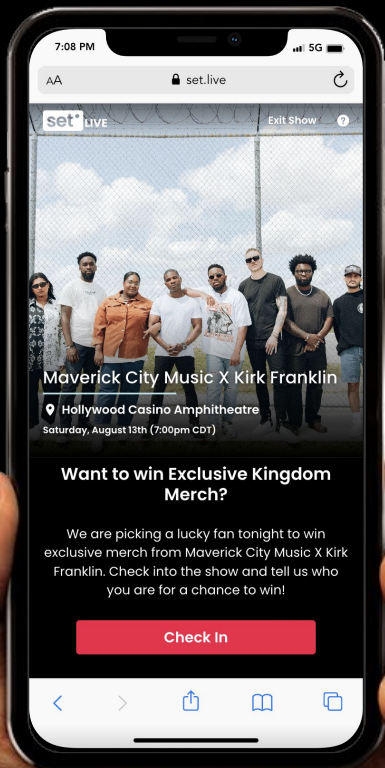 7:08 PM
5G
AA
set.live
set LIVE
Exit Show
?
Maverick City Music X Kirk Franklin
Hollywood Casino Amphitheatre
Saturday, August 13th (7:00pm CDT)
Want to win Exclusive Kingdom
Merch?
We are picking a lucky fan tonight to win
exclusive merch from Maverick City Music X Kirk
Franklin. Check into the show and tell us who
you are for a chance to win!
Check In